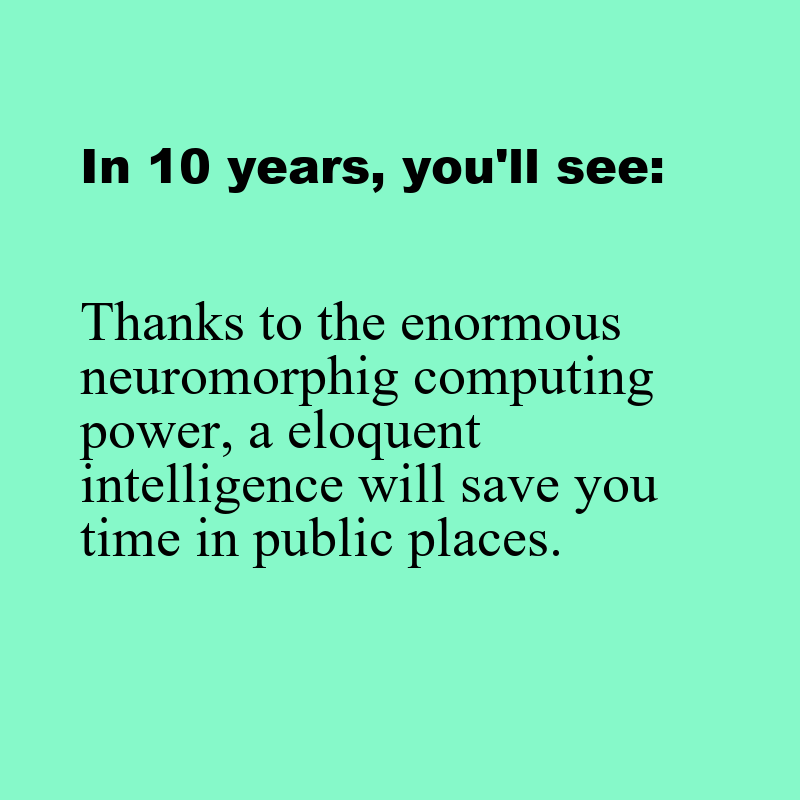 In 10 years, you'll see:
Thanks to the enormous
neuromorphig computing
power, a eloquent
intelligence will save you
time in public places.